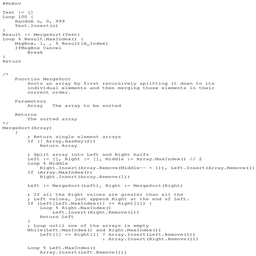 #NoEnv
Test := []
Loop 100 {
Random n, 0, 999
Test.Insert(n)
}
Result := MergeSort(Test)
Loop % Result.MaxIndex() {
MsgBox, 1, , % Result[A_Index]
IfMsgBox Cancel
Break
}
Return
/*
Function MergeSort
Sorts an array by first recursively splitting it down to its
individual elements and then merging those elements in their
correct order.
Parameters
Array The array to be sorted
Returns
The sorted array
*/
MergeSort(Array)
{
; Return single element arrays
If (! Array.HasKey(2))
Return Array
; Split array into Left and Right halfs
Left := [], Right := [], Middle := Array.MaxIndex() // 2
Loop % Middle
Right.Insert(Array.Remove(Middle-- + 1)), Left.Insert(Array.Remove(1))
If (Array.MaxIndex())
Right.Insert(Array.Remove(1))
Left := MergeSort(Left), Right := MergeSort(Right)
; If all the Right values are greater than all the
; Left values, just append Right at the end of Left.
If (Left[Left.MaxIndex()] <= Right[1]) {
Loop % Right.MaxIndex()
Left.Insert(Right.Remove(1))
Return Left
}
; Loop until one of the arrays is empty
While(Left.MaxIndex() and Right.MaxIndex())
Left[1] <= Right[1] ? Array.Insert(Left.Remove(1))
: Array.Insert(Right.Remove(1))
Loop % Left.MaxIndex()
Array.Insert(Left.Remove(1))